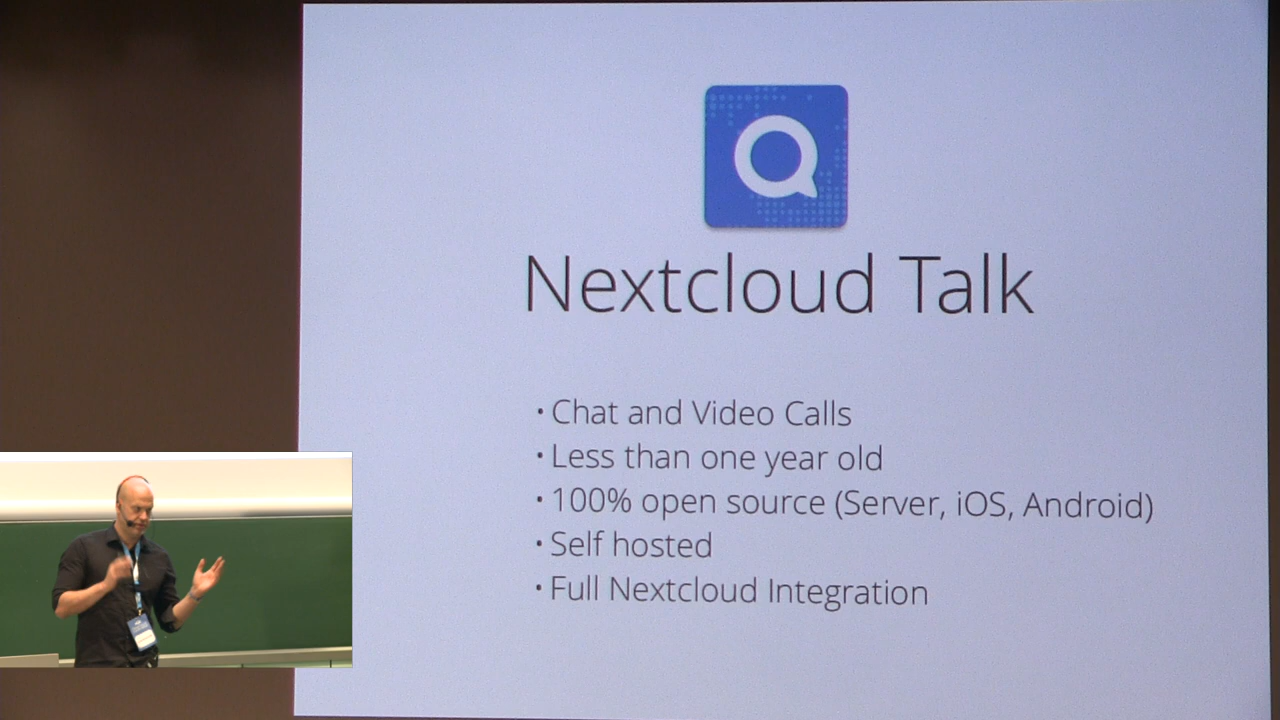 Nextcloud Talk
• Chat and Video Calls
• Less than one year old
• 100% open source (Server, iOS, Android)
• Self hosted
• Full Nextcloud Integration